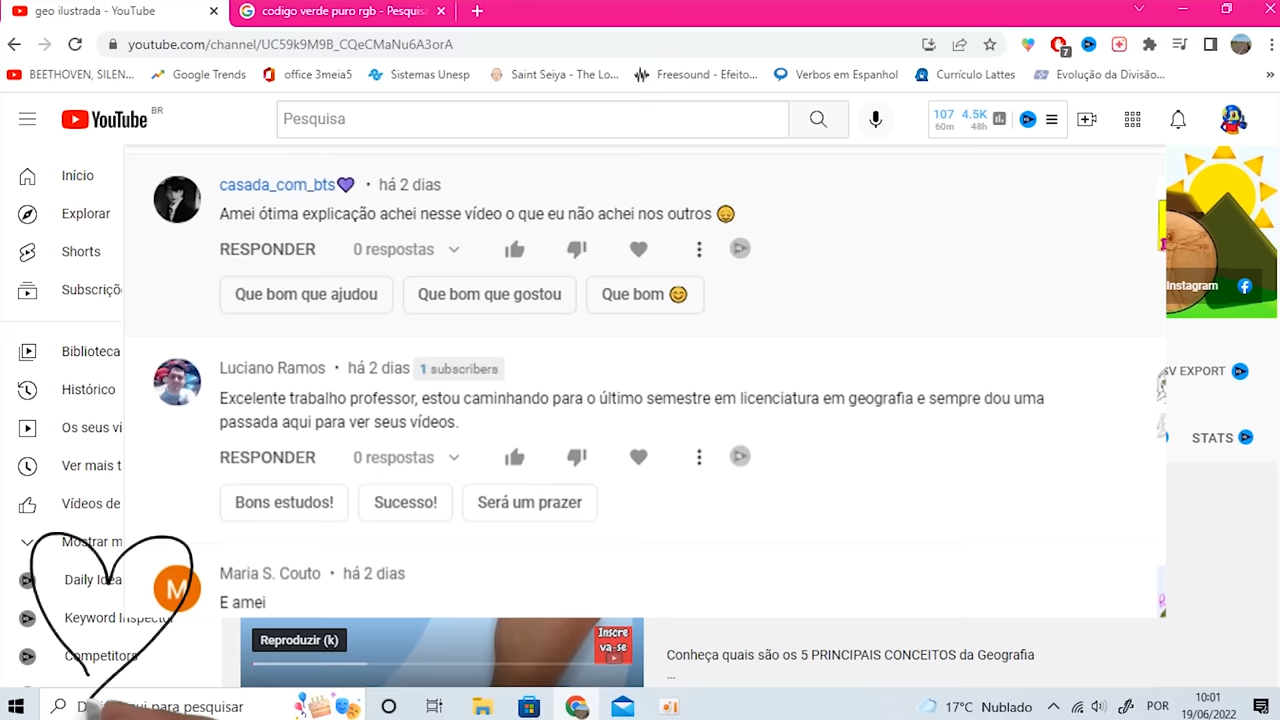 geo ilustrada - YouTube
codigo verde puro rgb - Pesquis
youtube.com/channel/UC59k9M9B_CQeCMaNu6A3orA
7
BEETHOVEN, SILEN...
Google Trends
office 3meia5
Sistemas Unesp
Saint Seiya - The Lo...
Freesound - Efeito...
Verbos em Espanhol
Currículo Lattes
Evolução da Divisão...
YouTube BR
Pesquisa
107 4.5K
60m 48h
Início
Explorar
Shorts
Subscriçõ
Biblioteca
Histórico
Os seus ví
Ver mais t
Vídeos de
Mostrar m
Daily Idea
Keyword Inspector
Competitors
casada_com_bts💜 • há 2 dias
Amei ótima explicação achei nesse vídeo o que eu não achei nos outros 😊
RESPONDER 0 respostas
Que bom que ajudou Que bom que gostou Que bom 😊
Luciano Ramos • há 2 dias 1 subscribers
Excelente trabalho professor, estou caminhando para o último semestre em licenciatura em geografia e sempre dou uma
passada aqui para ver seus vídeos.
RESPONDER 0 respostas
Bons estudos! Sucesso! Será um prazer
M
Maria S. Couto • há 2 dias
E amei
Instagram
SV EXPORT
STATS
Reproduzir (k)
Inscre
va-se
Conheça quais são os 5 PRINCIPAIS CONCEITOS da Geografia
...
aqui para pesquisar
17°C Nublado
POR
10:01
19/06/2022